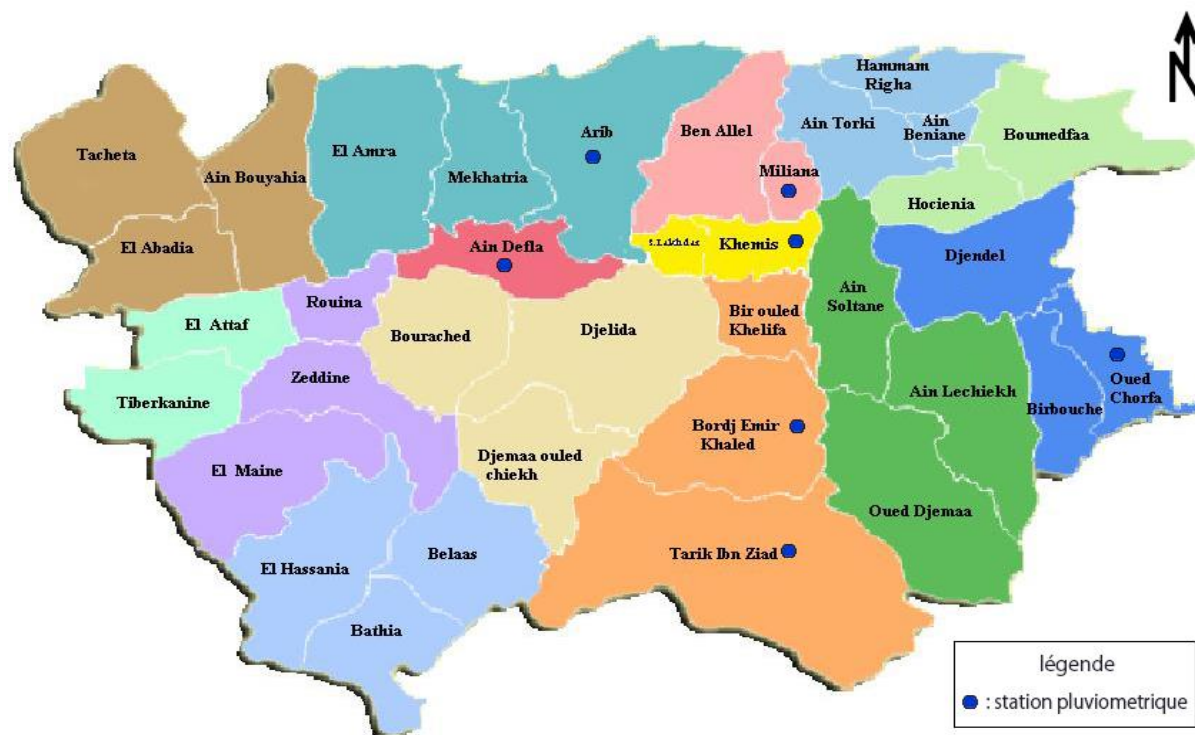 N
Hammam
Righa
Ain Torki
Ain
Beniane
Boumedfaa
Ben Allel
Arib
El Amra
Tacheta
Ain Bouyahia
Mekhatria
Miliana
Hocienia
El Abadia
Ain Defla
S.Lakhdar
Khemis
Djendel
Ain
Soltane
Rouina
El Attaf
Bourached
Djelida
Bir ouled
Khelifa
Zeddine
Tiberkanine
Ain Lechiekh
Birbouche
Oued
Chorfa
Bordj Emir
Khaled
Djemaa ouled
chiekh
El Maine
Oued Djemaa
Belaas
Tarik Ibn Ziad
El Hassania
Bathia
légende
: station pluviometrique